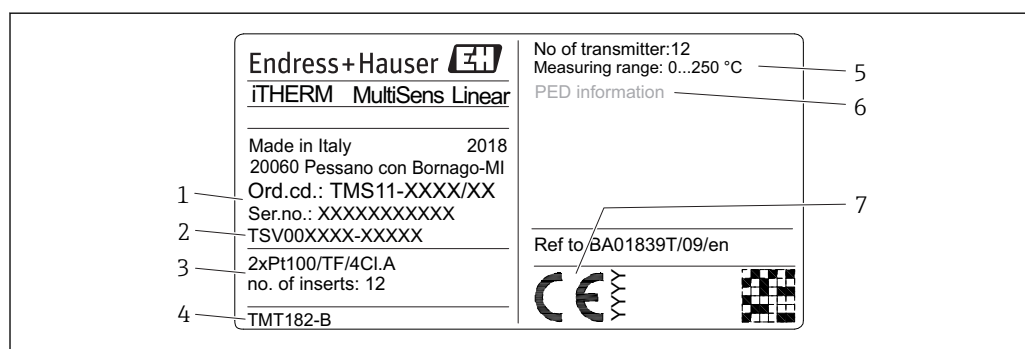 Endress+Hauser EH
iTHERM MultiSens Linear
Made in Italy 2018
20060 Pessano con Bornago-MI
Ord.cd.: TMS11-XXXX/XX
Ser.no.: XXXXXXXXXXX
TSV00XXXX-XXXXX
2xPt100/TF/4Cl.A
no. of inserts: 12
TMT182-B
No of transmitter:12
Measuring range: 0...250 °C
PED information
Ref to BA01839T/09/en
CE YYYY
1
2
3
4
5
6
7